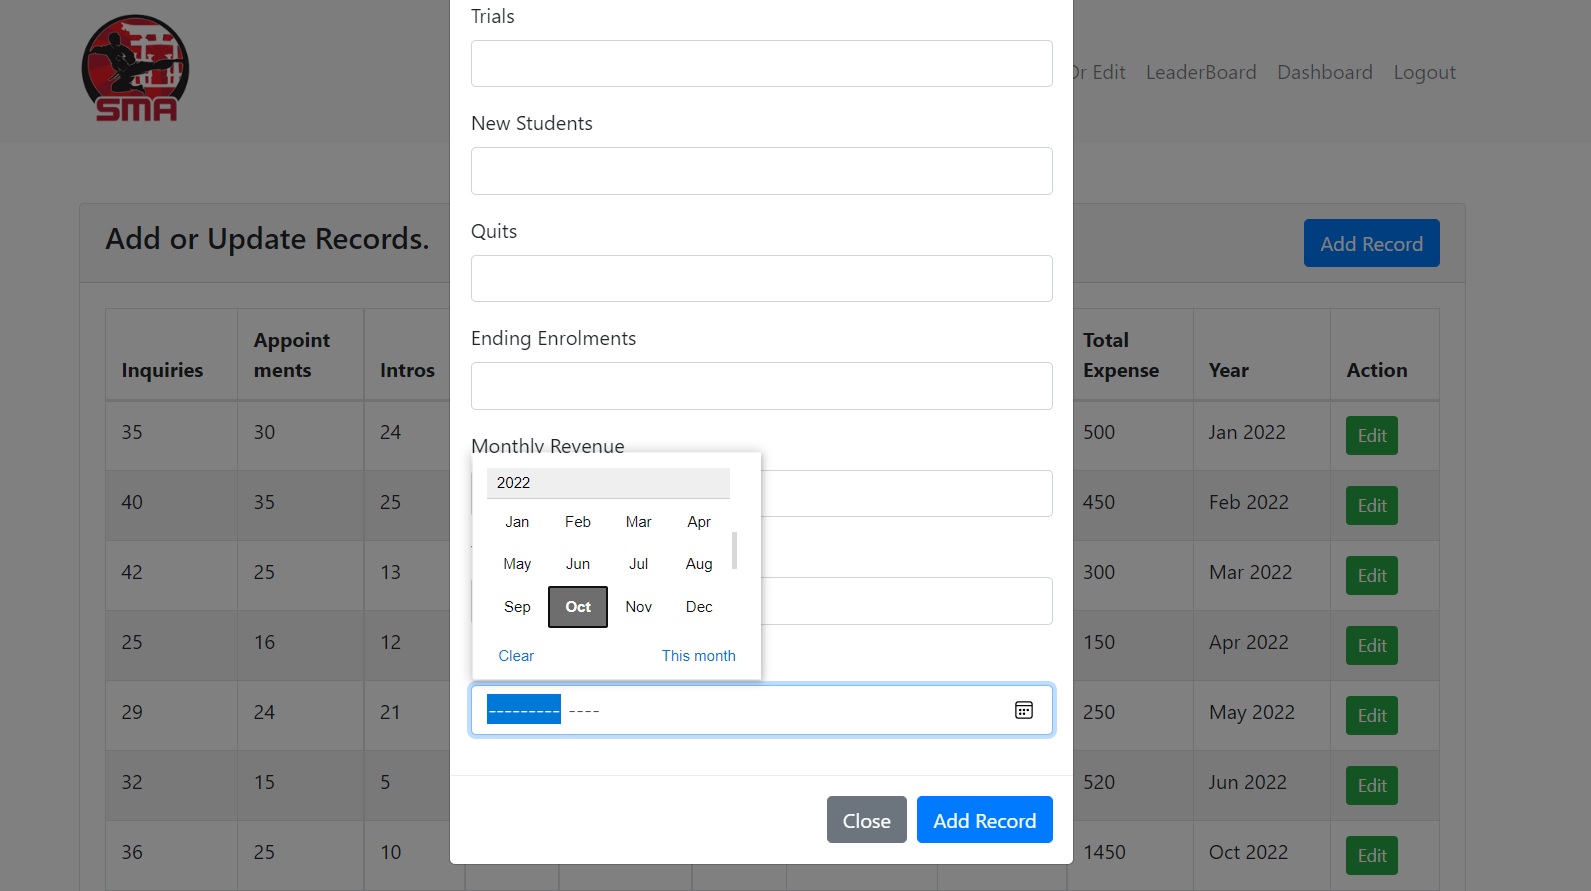 SMA
Or Edit LeaderBoard Dashboard Logout
Add or Update Records.
Add Record
Inquiries Appoint ments Intros Total Expense Year Action
35 30 24 500 Jan 2022 Edit
40 35 25 450 Feb 2022 Edit
42 25 13 300 Mar 2022 Edit
25 16 12 150 Apr 2022 Edit
29 24 21 250 May 2022 Edit
32 15 5 520 Jun 2022 Edit
36 25 10 1450 Oct 2022 Edit
Trials
New Students
Quits
Ending Enrolments
Monthly Revenue
2022
Jan Feb Mar Apr
May Jun Jul Aug
Sep Oct Nov Dec
Clear This month
--------- ----
Close Add Record